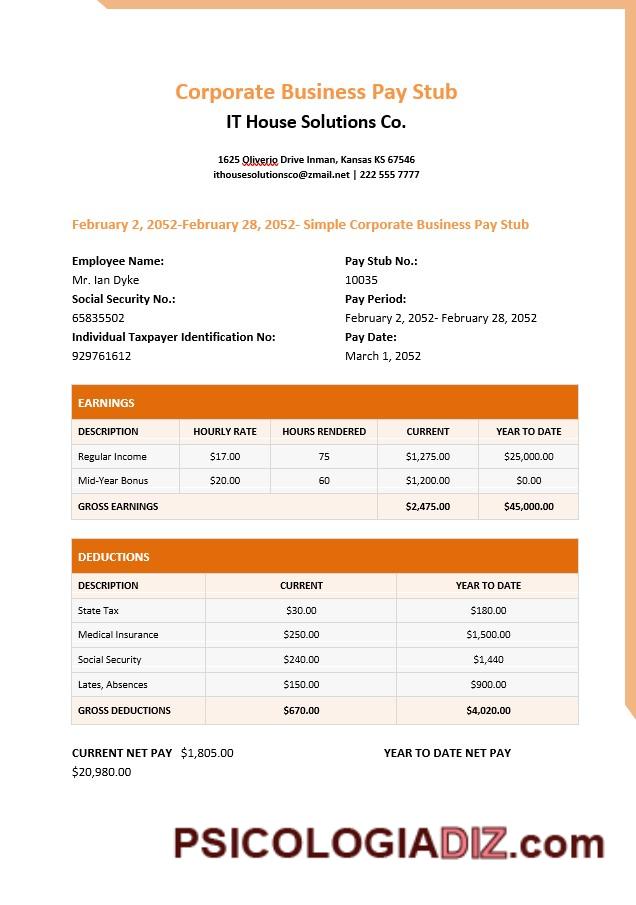 Corporate Business Pay Stub
IT House Solutions Co.
1625 Oliverio Drive Inman, Kansas KS 67546
ithousesolutionsco@zmail.net | 222 555 7777
February 2, 2052-February 28, 2052- Simple Corporate Business Pay Stub
Employee Name: Pay Stub No.:
Mr. Ian Dyke 10035
Social Security No.: Pay Period:
65835502 February 2, 2052- February 28, 2052
Individual Taxpayer Identification No: Pay Date:
929761612 March 1, 2052
EARNINGS
DESCRIPTION HOURLY RATE HOURS RENDERED CURRENT YEAR TO DATE
Regular Income $17.00 75 $1,275.00 $25,000.00
Mid-Year Bonus $20.00 60 $1,200.00 $0.00
GROSS EARNINGS $2,475.00 $45,000.00
DEDUCTIONS
DESCRIPTION CURRENT YEAR TO DATE
State Tax $30.00 $180.00
Medical Insurance $250.00 $1,500.00
Social Security $240.00 $1,440
Lates, Absences $150.00 $900.00
GROSS DEDUCTIONS $670.00 $4,020.00
CURRENT NET PAY $1,805.00 YEAR TO DATE NET PAY
$20,980.00
PSICOLOGIADIZ.com